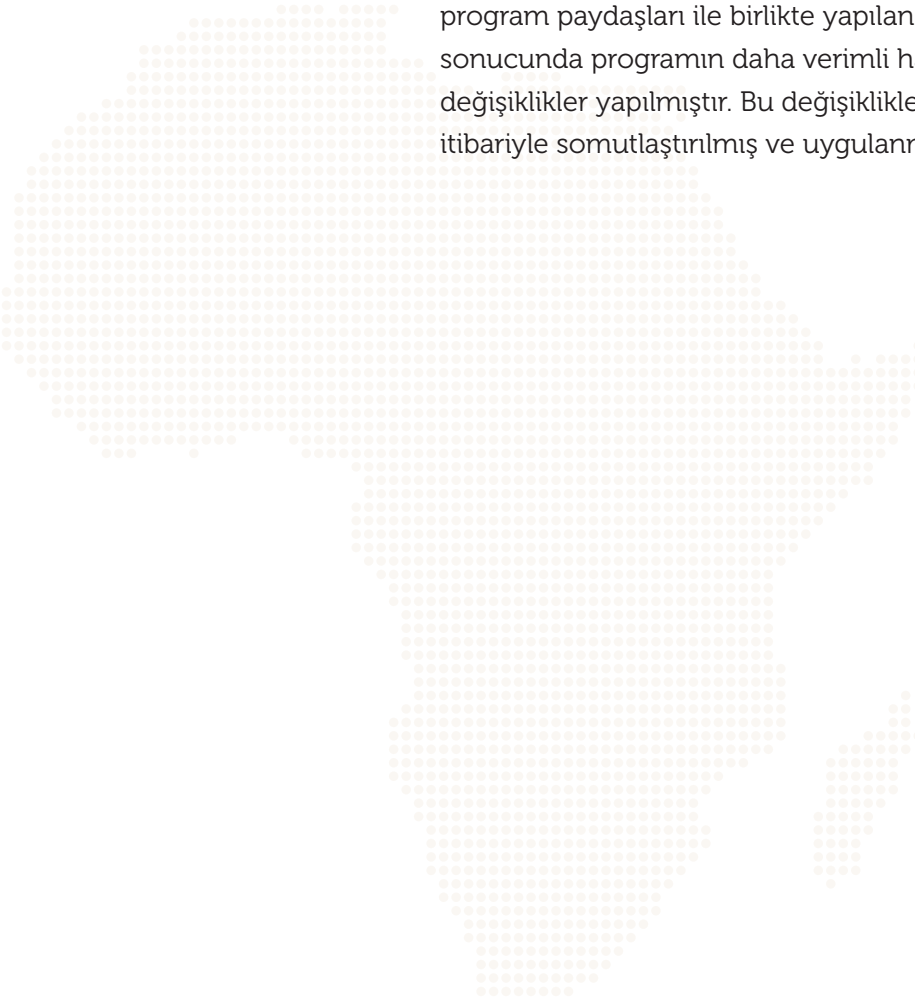 program paydaşları ile birlikte yapılan
sonucunda programın daha verimli
değişiklikler yapılmıştır. Bu
itibariyle somutlaştırılmış ve